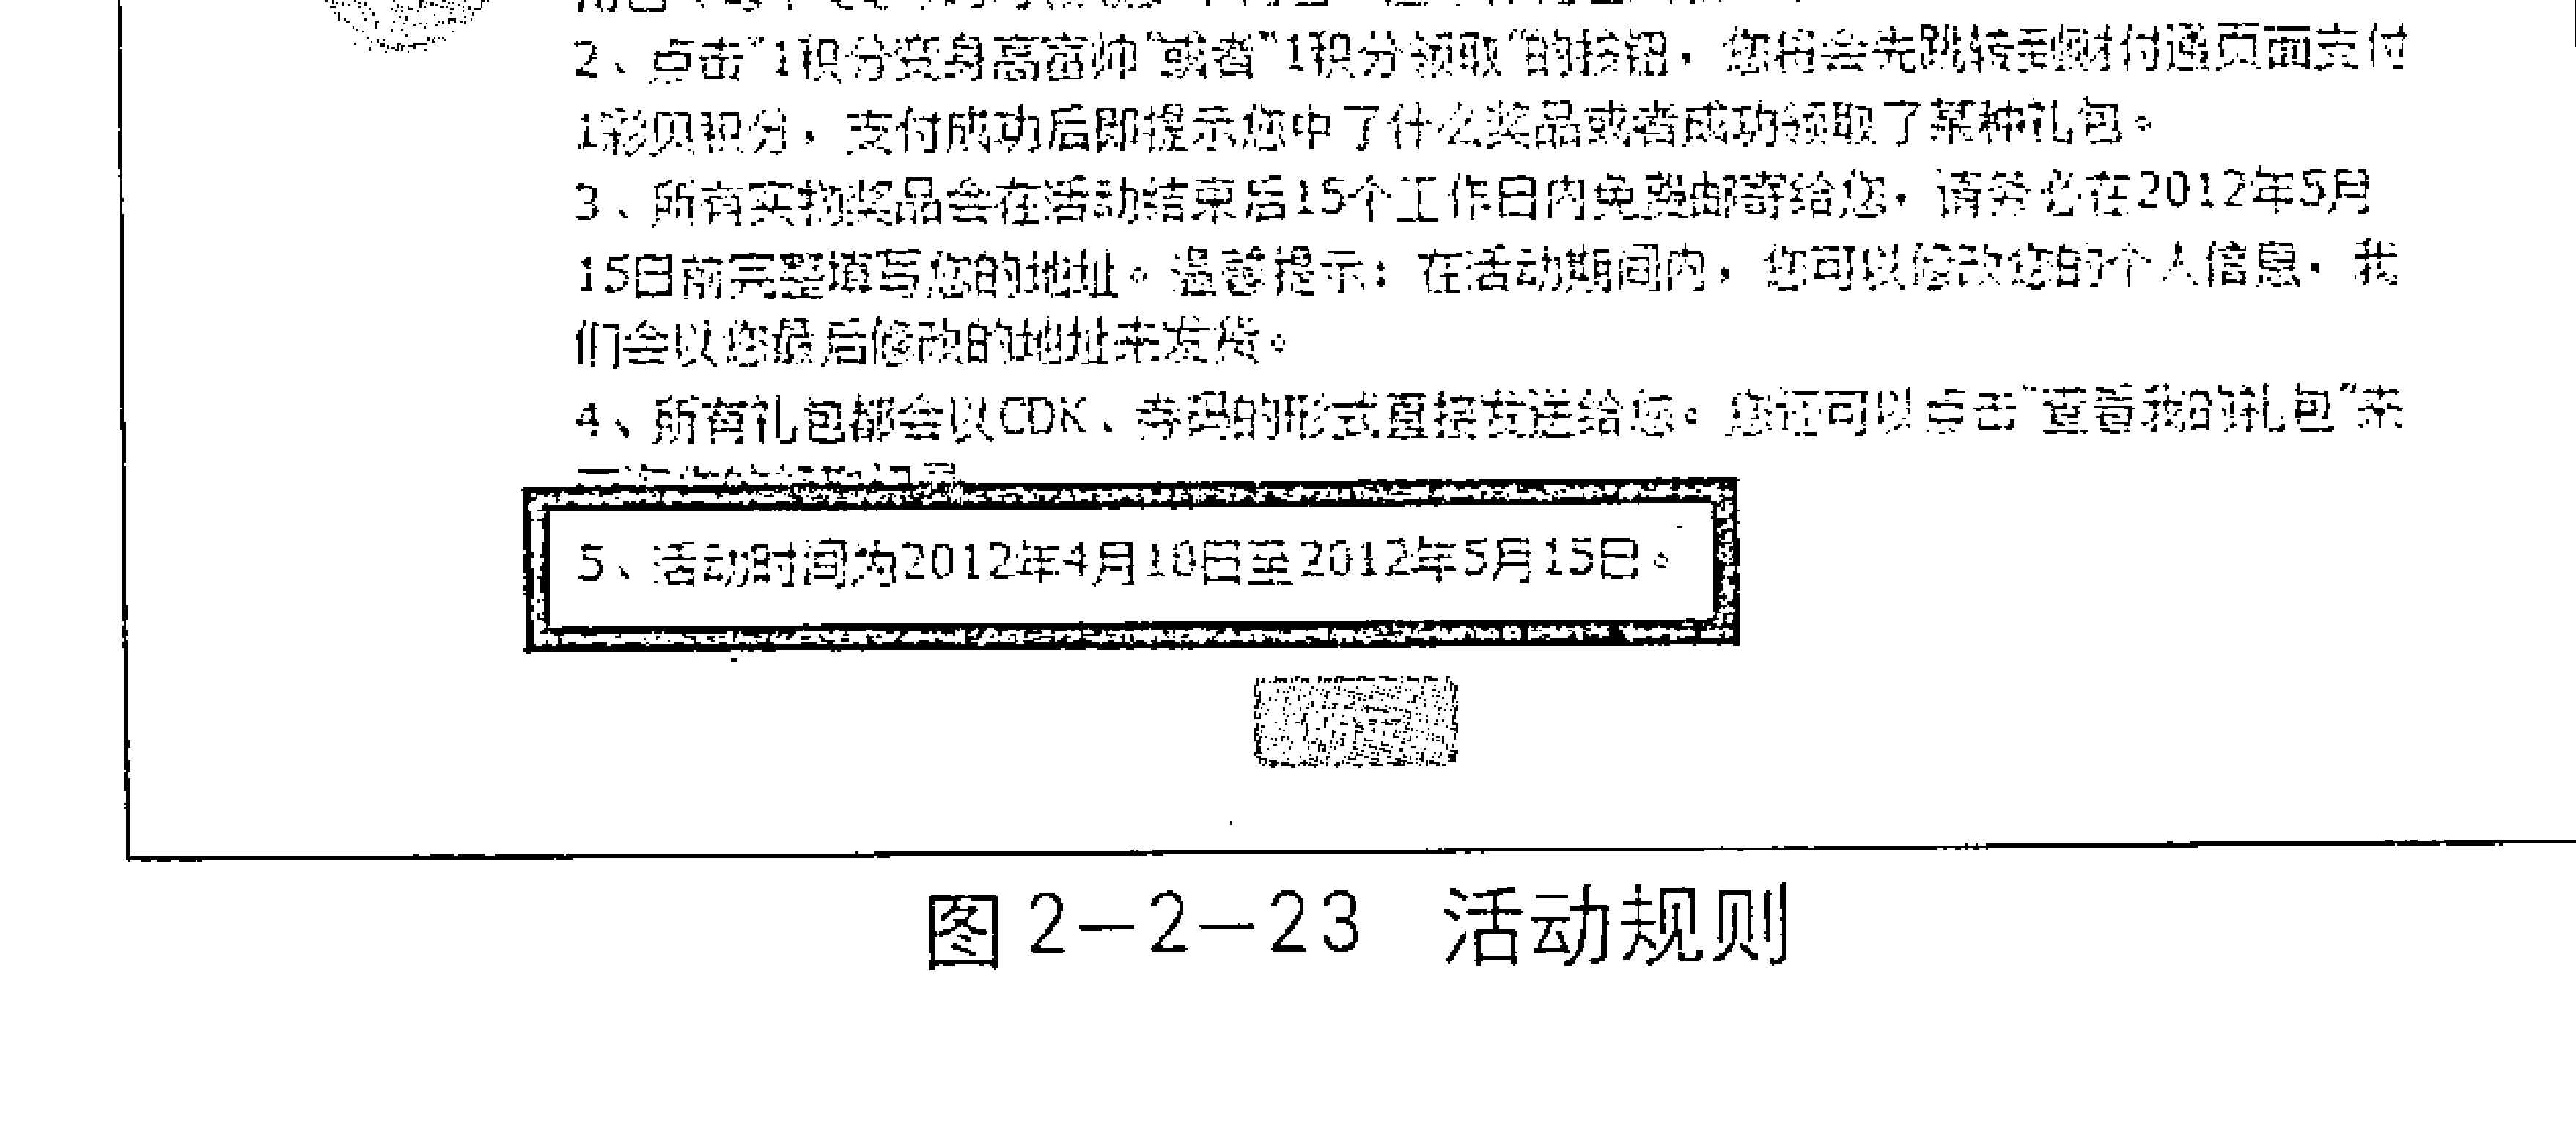 2、点击"1积分变身高富帅"或者"1积分领取"的按钮，您将会先跳转到财付通页面支付
1彩贝积分，支付成功后即提示您中了什么奖品或者成功领取了某种礼包。
3、所有实物奖品会在活动结束后15个工作日内免费邮寄给您，请务必在2012年5月
15日前完整填写您的地址。温馨提示：在活动期间内，您可以修改您的个人信息，我
们会以您最后修改的地址来发货。
4、所有礼包都会以CDK、券码的形式直接发送给您。您还可以点击"查看我的礼包"来
5、活动时间为2012年4月10日至2012年5月15日。
图2-2-23 活动规则